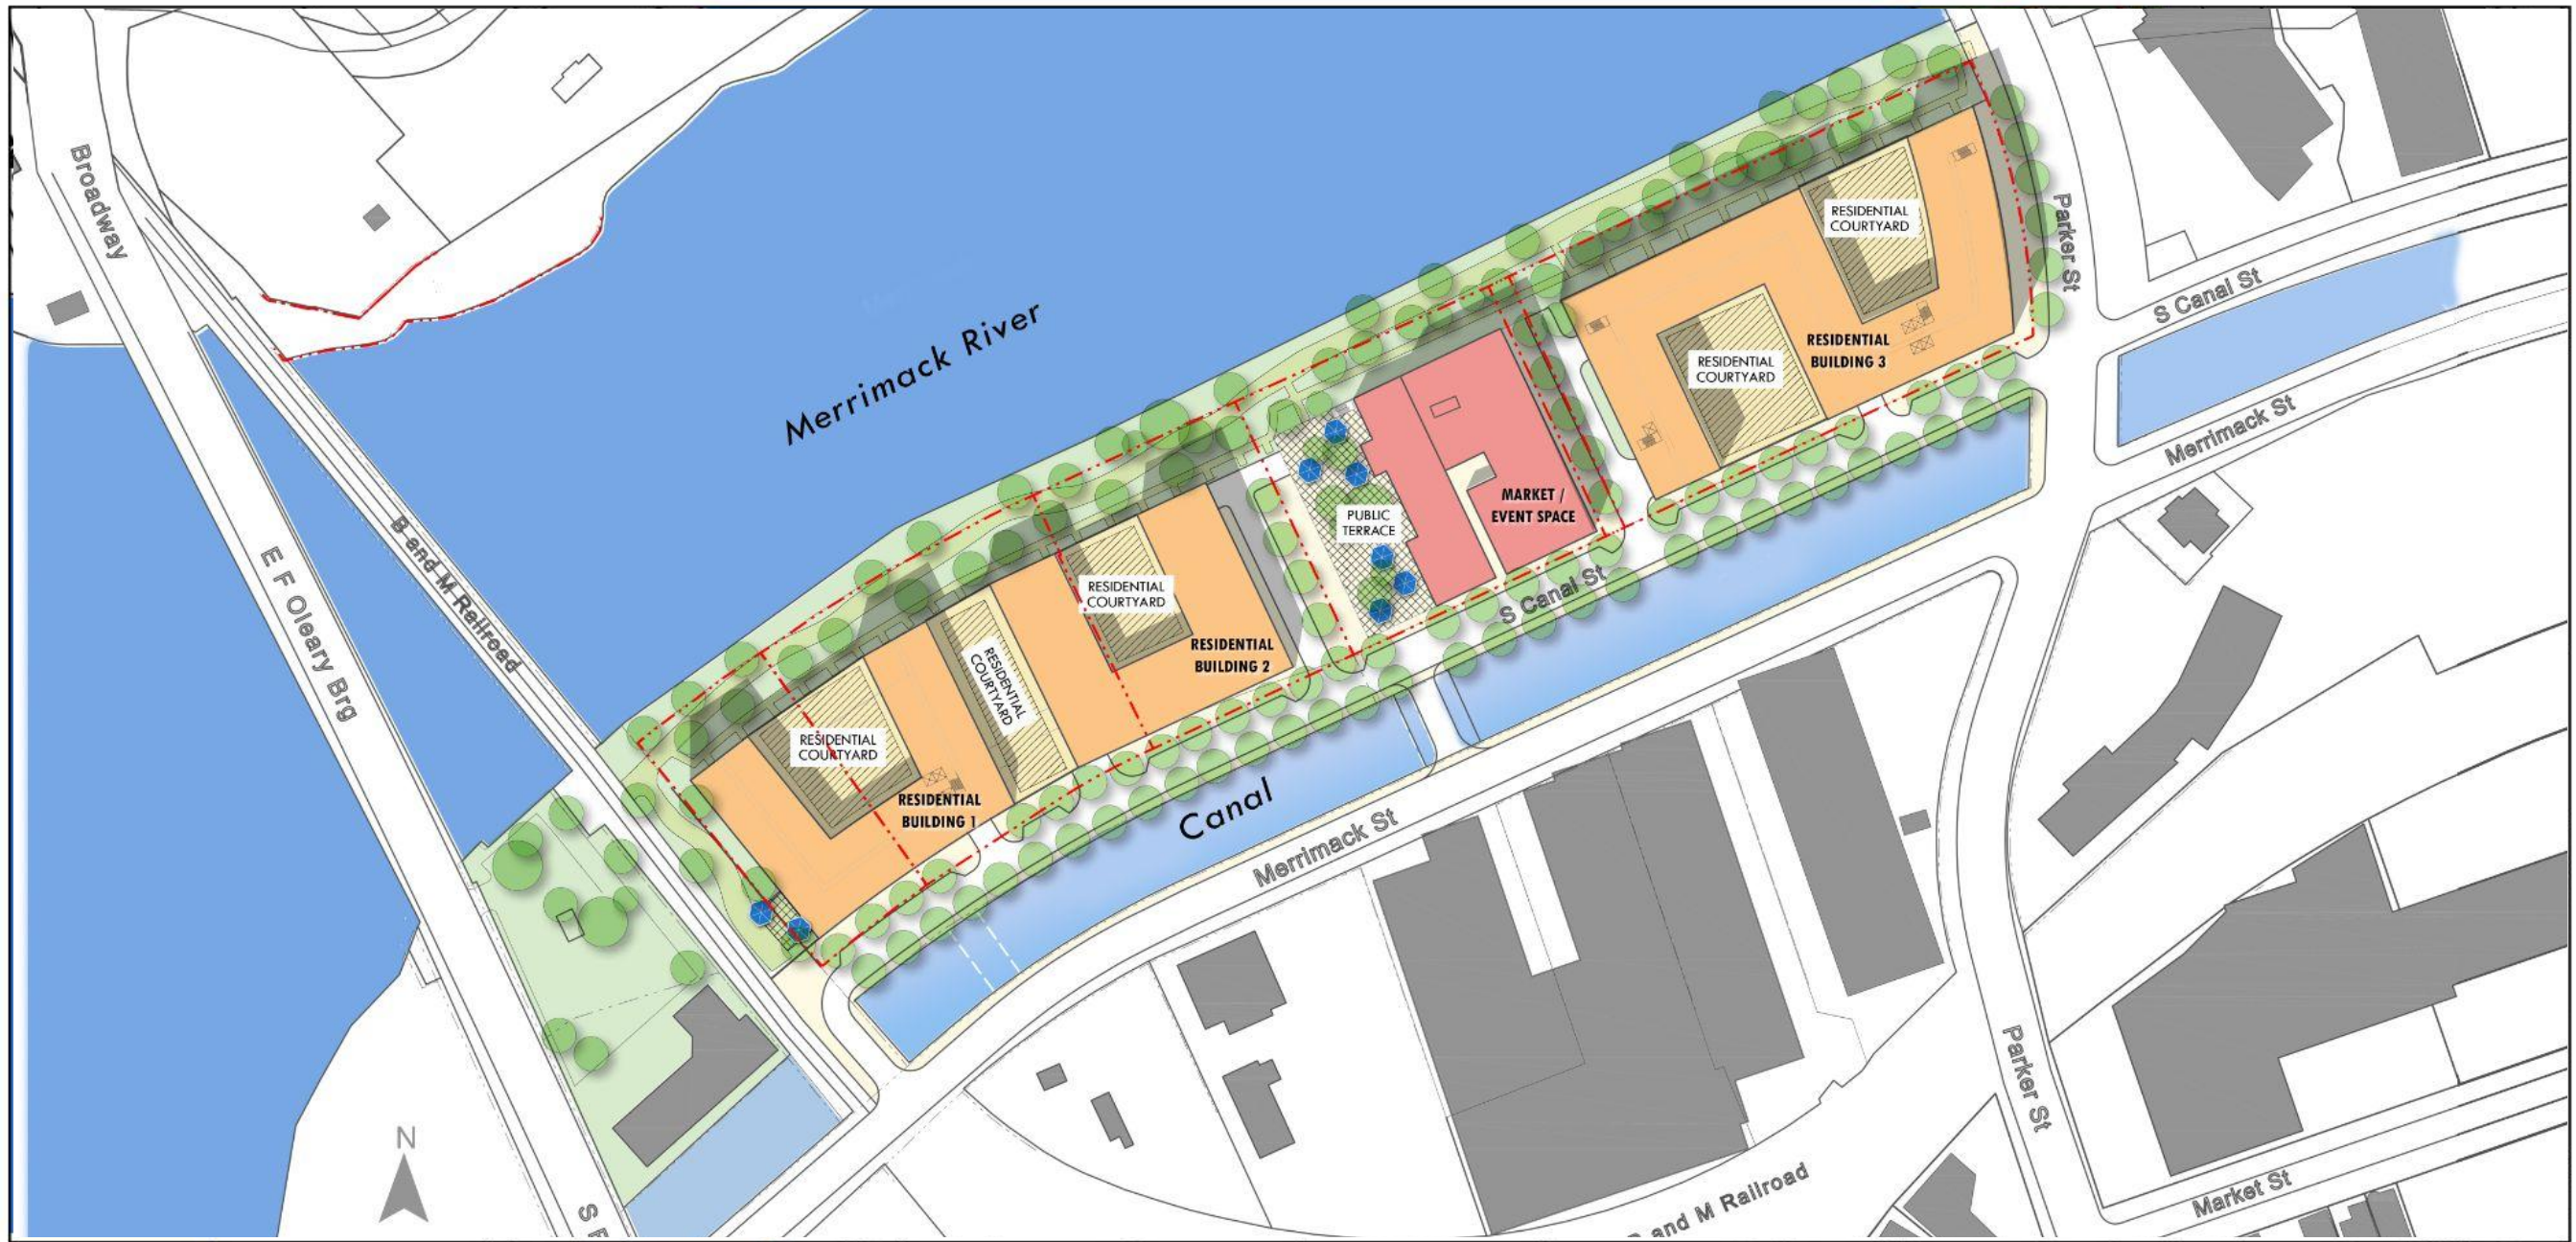 Broadway
E F Oleary Brg
B and M Railroad
Merrimack River
RESIDENTIAL
COURTYARD
RESIDENTIAL
BUILDING 1
RESIDENTIAL
COURTYARD
RESIDENTIAL
COURTYARD
RESIDENTIAL
BUILDING 2
PUBLIC
TERRACE
MARKET /
EVENT SPACE
RESIDENTIAL
COURTYARD
RESIDENTIAL
COURTYARD
RESIDENTIAL
BUILDING 3
Parker St
S Canal St
Merrimack St
S Canal St
Canal
Merrimack St
Parker St
Market St
and M Railroad
N
S